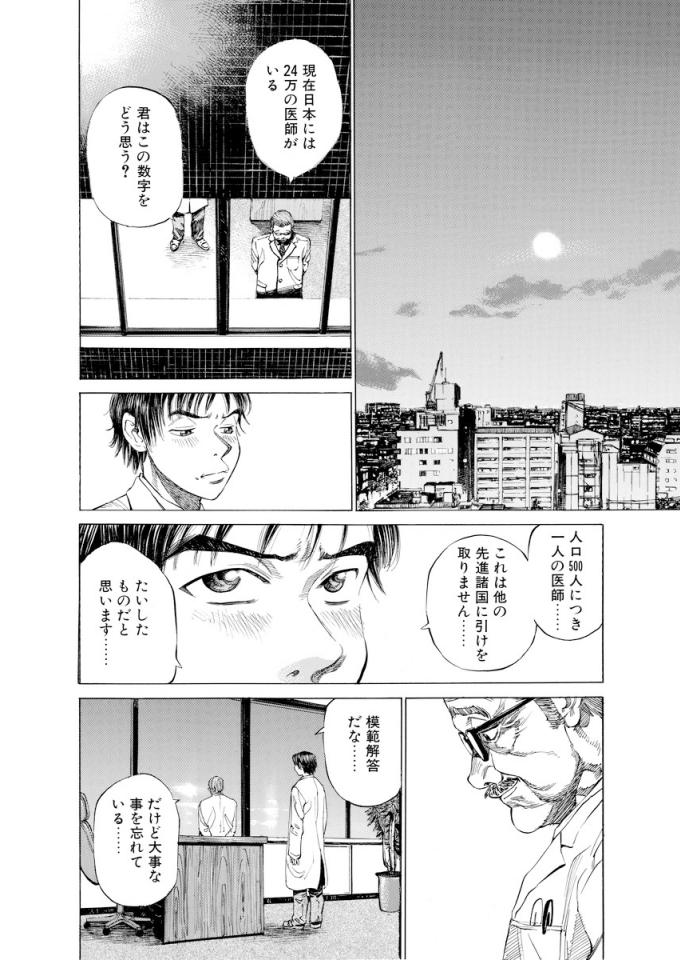 現在日本には
24万の医師が
いる
君はこの数字を
どう思う?
人口500人につき
一人の医師……
これは他の
先進諸国に引けを
取りません……
たいした
ものだと
思います……
模範解答
だな……
だけど大事な
事を忘れて
いる……